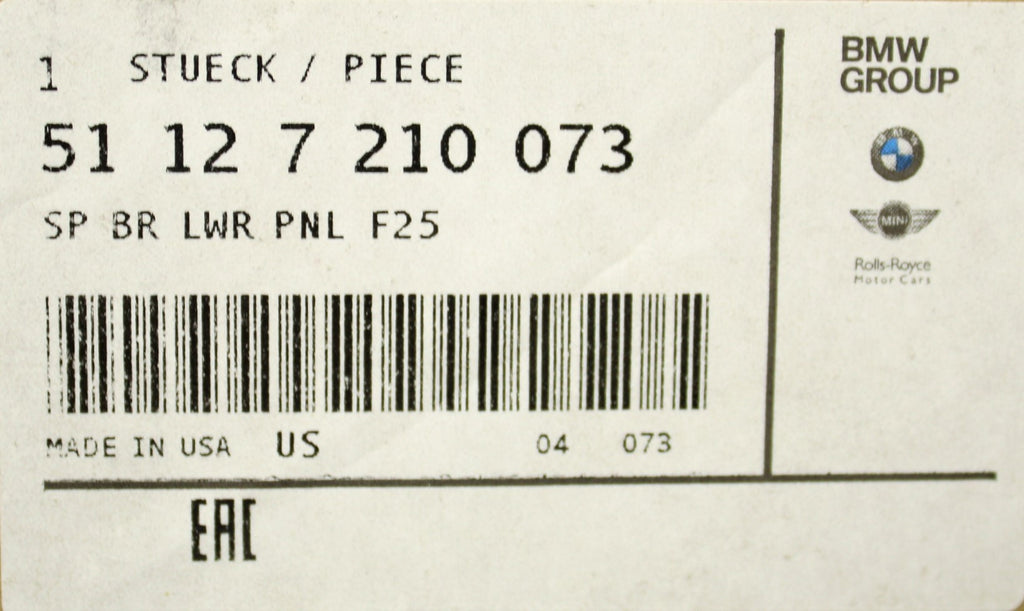 1 STUECK / PIECE
51 12 7 210 073
SP BR LWR PNL F25
MADE IN USA US 04 073
EAC
BMW
GROUP
MINI
Rolls-Royce
Motor Cars